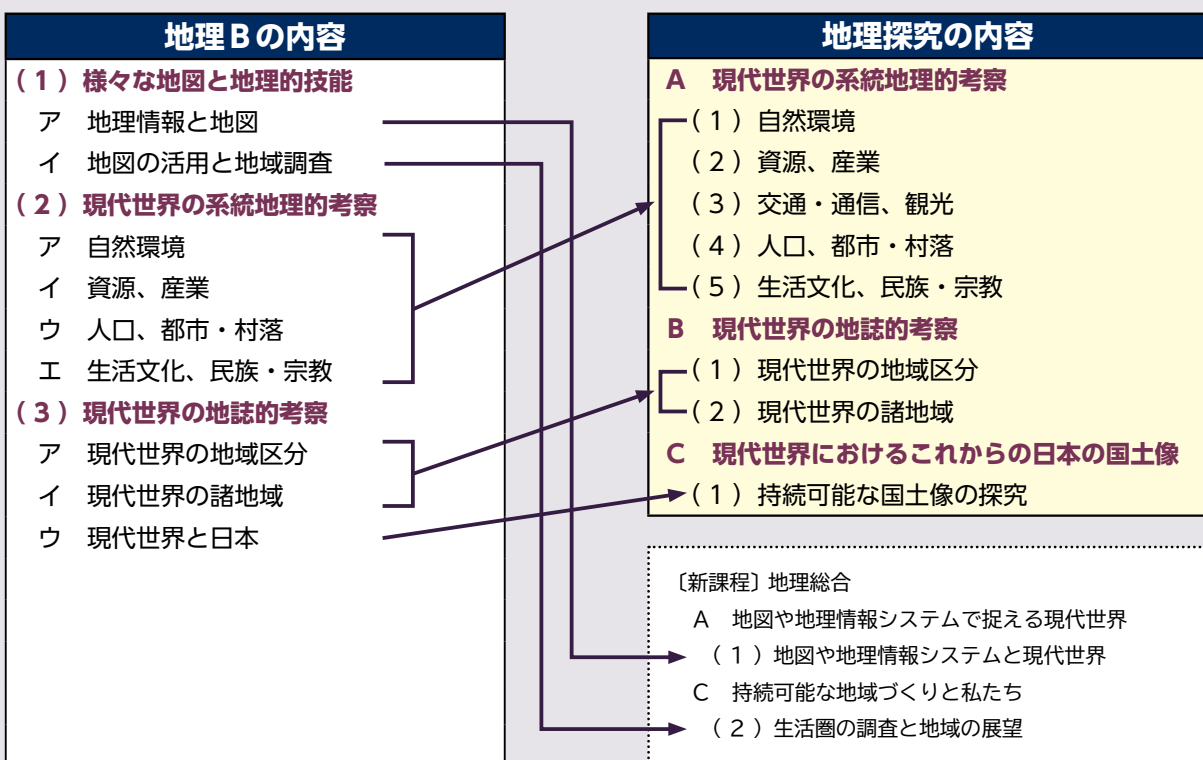 地理Bの内容
(1)様々な地図と地理的技能
ア 地理情報と地図
イ 地図の活用と地域調査
(2)現代世界の系統地理的考察
ア 自然環境
イ 資源、産業
ウ 人口、都市・村落
エ 生活文化、民族・宗教
(3)現代世界の地誌的考察
ア 現代世界の地域区分
イ 現代世界の諸地域
ウ 現代世界と日本
地理探究の内容
A 現代世界の系統地理的考察
(1)自然環境
(2)資源、産業
(3)交通・通信、観光
(4)人口、都市・村落
(5)生活文化、民族・宗教
B 現代世界の地誌的考察
(1)現代世界の地域区分
(2)現代世界の諸地域
C 現代世界におけるこれからの日本の国土像
(1)持続可能な国土像の探究
〔新課程〕地理総合
A 地図や地理情報システムで捉える現代世界
(1)地図や地理情報システムと現代世界
C 持続可能な地域づくりと私たち
(2)生活圏の調査と地域の展望